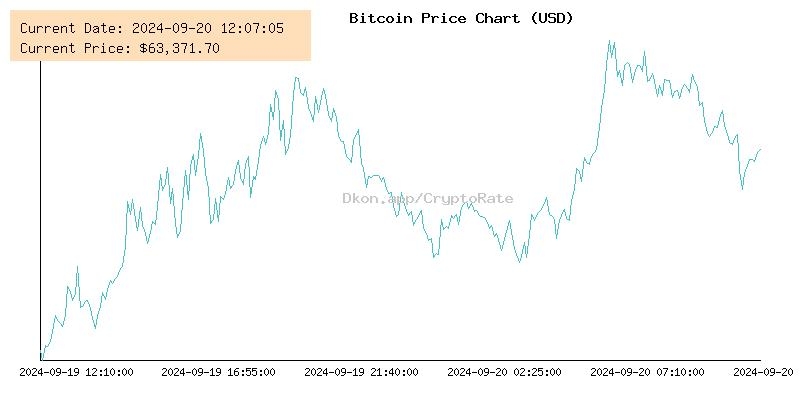 Bitcoin Price Chart (USD)
Current Date: 2024-09-20 12:07:05
Current Price: $63,371.70
Dkon.app/CryptoRate
2024-09-19 12:10:00 2024-09-19 16:55:00 2024-09-19 21:40:00 2024-09-20 02:25:00 2024-09-20 07:10:00 2024-09-20